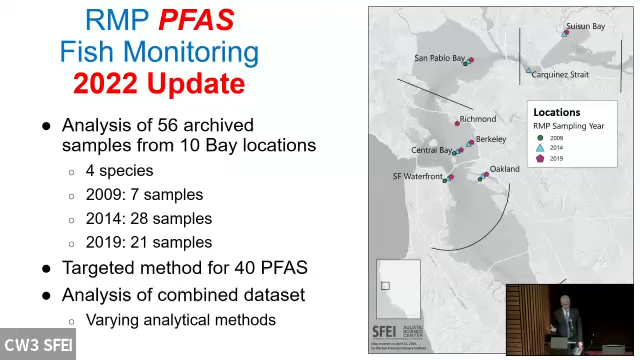 RMP PFAS
Fish Monitoring
2022 Update
● Analysis of 56 archived
samples from 10 Bay locations
○ 4 species
○ 2009: 7 samples
○ 2014: 28 samples
○ 2019: 21 samples
● Targeted method for 40 PFAS
● Analysis of combined dataset
○ Varying analytical methods
CW3 SFEI
Suisun Bay
San Pablo Bay
Carquinez Strait
Richmond
Berkeley
Central Bay
SF Waterfront
Oakland
Locations
RMP Sampling Year
2009
2014
2019
SFEI
AQUATIC
SCIENCE
CENTER